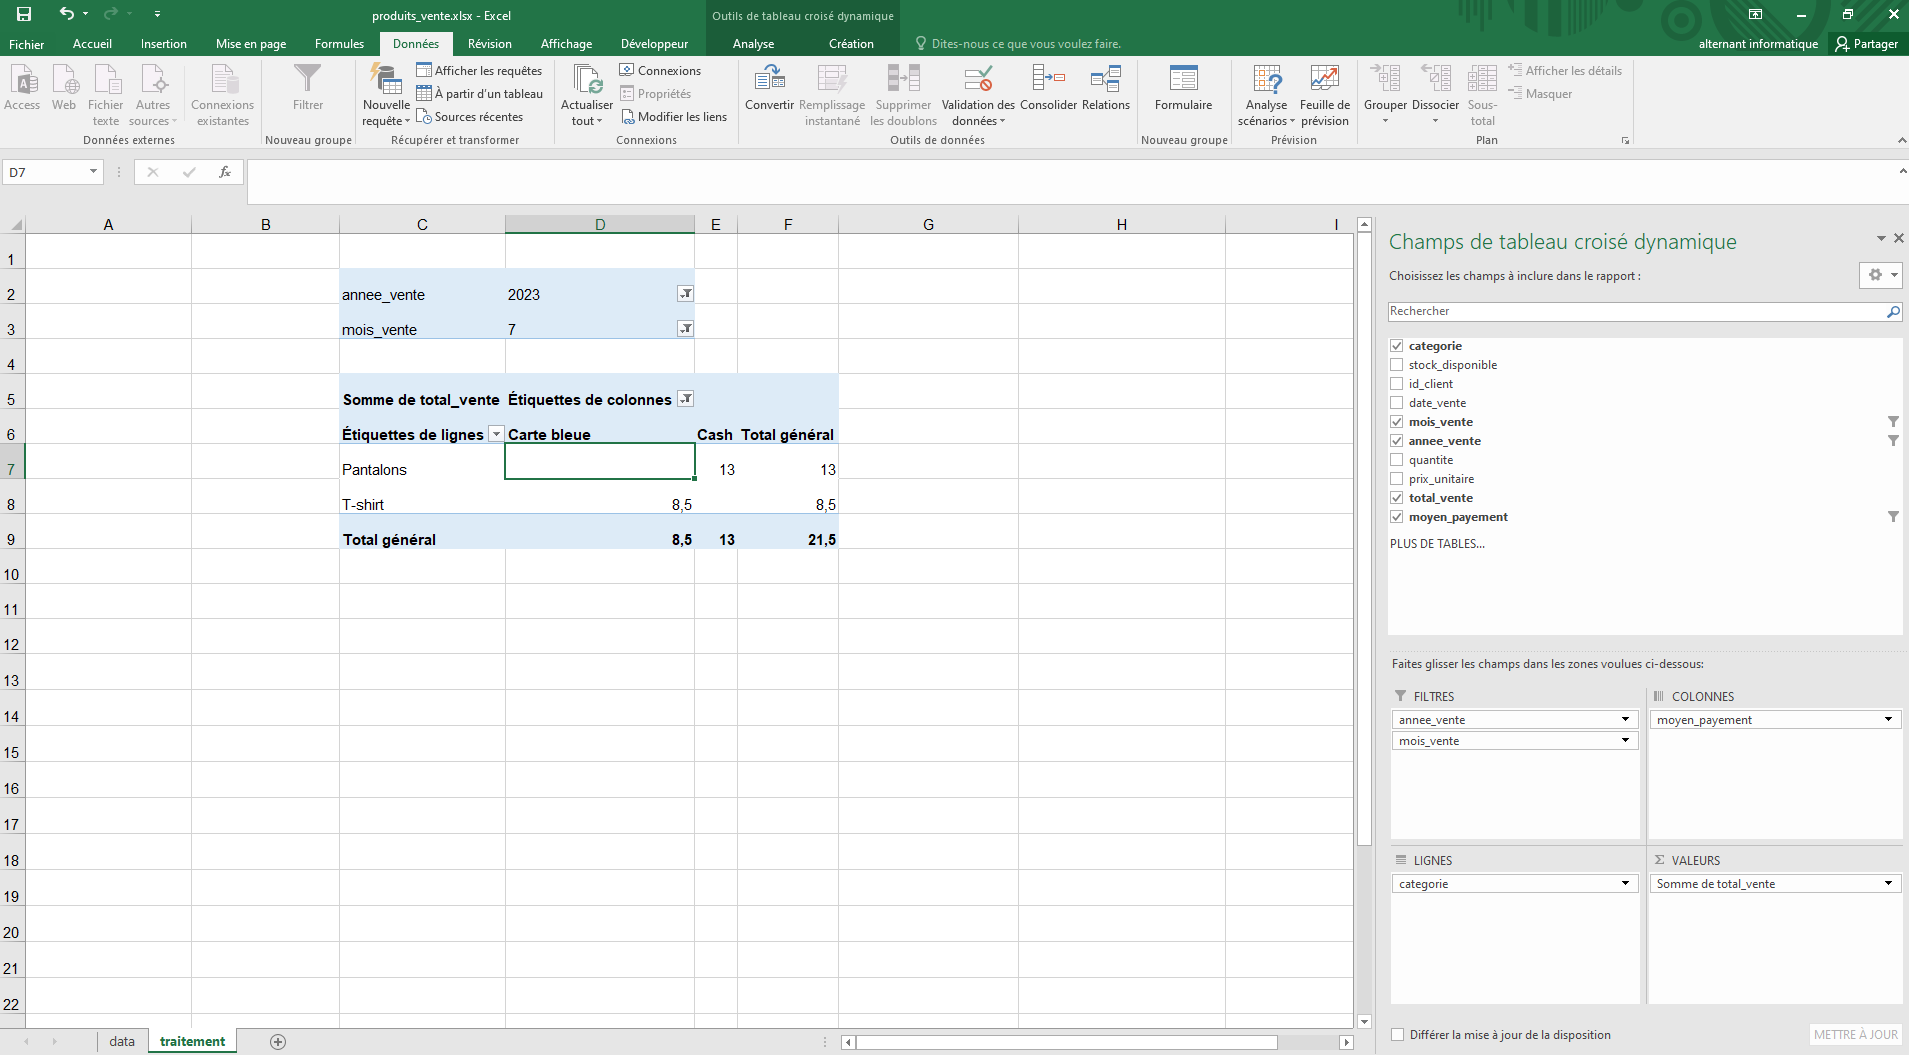 produits_vente.xlsx - Excel
Outils de tableau croisé dynamique
Fichier Accueil Insertion Mise en page Formules Données Révision Affichage Développeur Analyse Création Dites-nous ce que vous voulez faire. alternant informatique Partager
Access
Web
Fichier texte
Autres sources
Connexions existantes
Données externes
Filtrer
Nouveau groupe
Nouvelle requête
Afficher les requêtes
À partir d'un tableau
Sources récentes
Récupérer et transformer
Actualiser tout
Connexions
Propriétés
Modifier les liens
Connexions
Convertir
Remplissage instantané
Supprimer les doublons
Validation des données
Consolider
Relations
Outils de données
Formulaire
Nouveau groupe
Analyse scénarios
Feuille de prévision
Prévision
Grouper
Dissocier
Sous-total
Afficher les détails
Masquer
Plan
D7
fx
A B C D E F G H I
1
2 annee_vente 2023
3 mois_vente 7
4
5 Somme de total_vente Étiquettes de colonnes
6 Étiquettes de lignes Carte bleue Cash Total général
7 Pantalons 13 13
8 T-shirt 8,5 8,5
9 Total général 8,5 13 21,5
10
11
12
13
14
15
16
17
18
19
20
21
22
data traitement
Champs de tableau croisé dynamique
Choisissez les champs à inclure dans le rapport :
Rechercher
categorie
stock_disponible
id_client
date_vente
mois_vente
annee_vente
quantite
prix_unitaire
total_vente
moyen_payement
PLUS DE TABLES...
Faites glisser les champs dans les zones voulues ci-dessous:
FILTRES
annee_vente
mois_vente
COLONNES
moyen_payement
LIGNES
categorie
Σ VALEURS
Somme de total_vente
Différer la mise à jour de la disposition
METTRE À JOUR